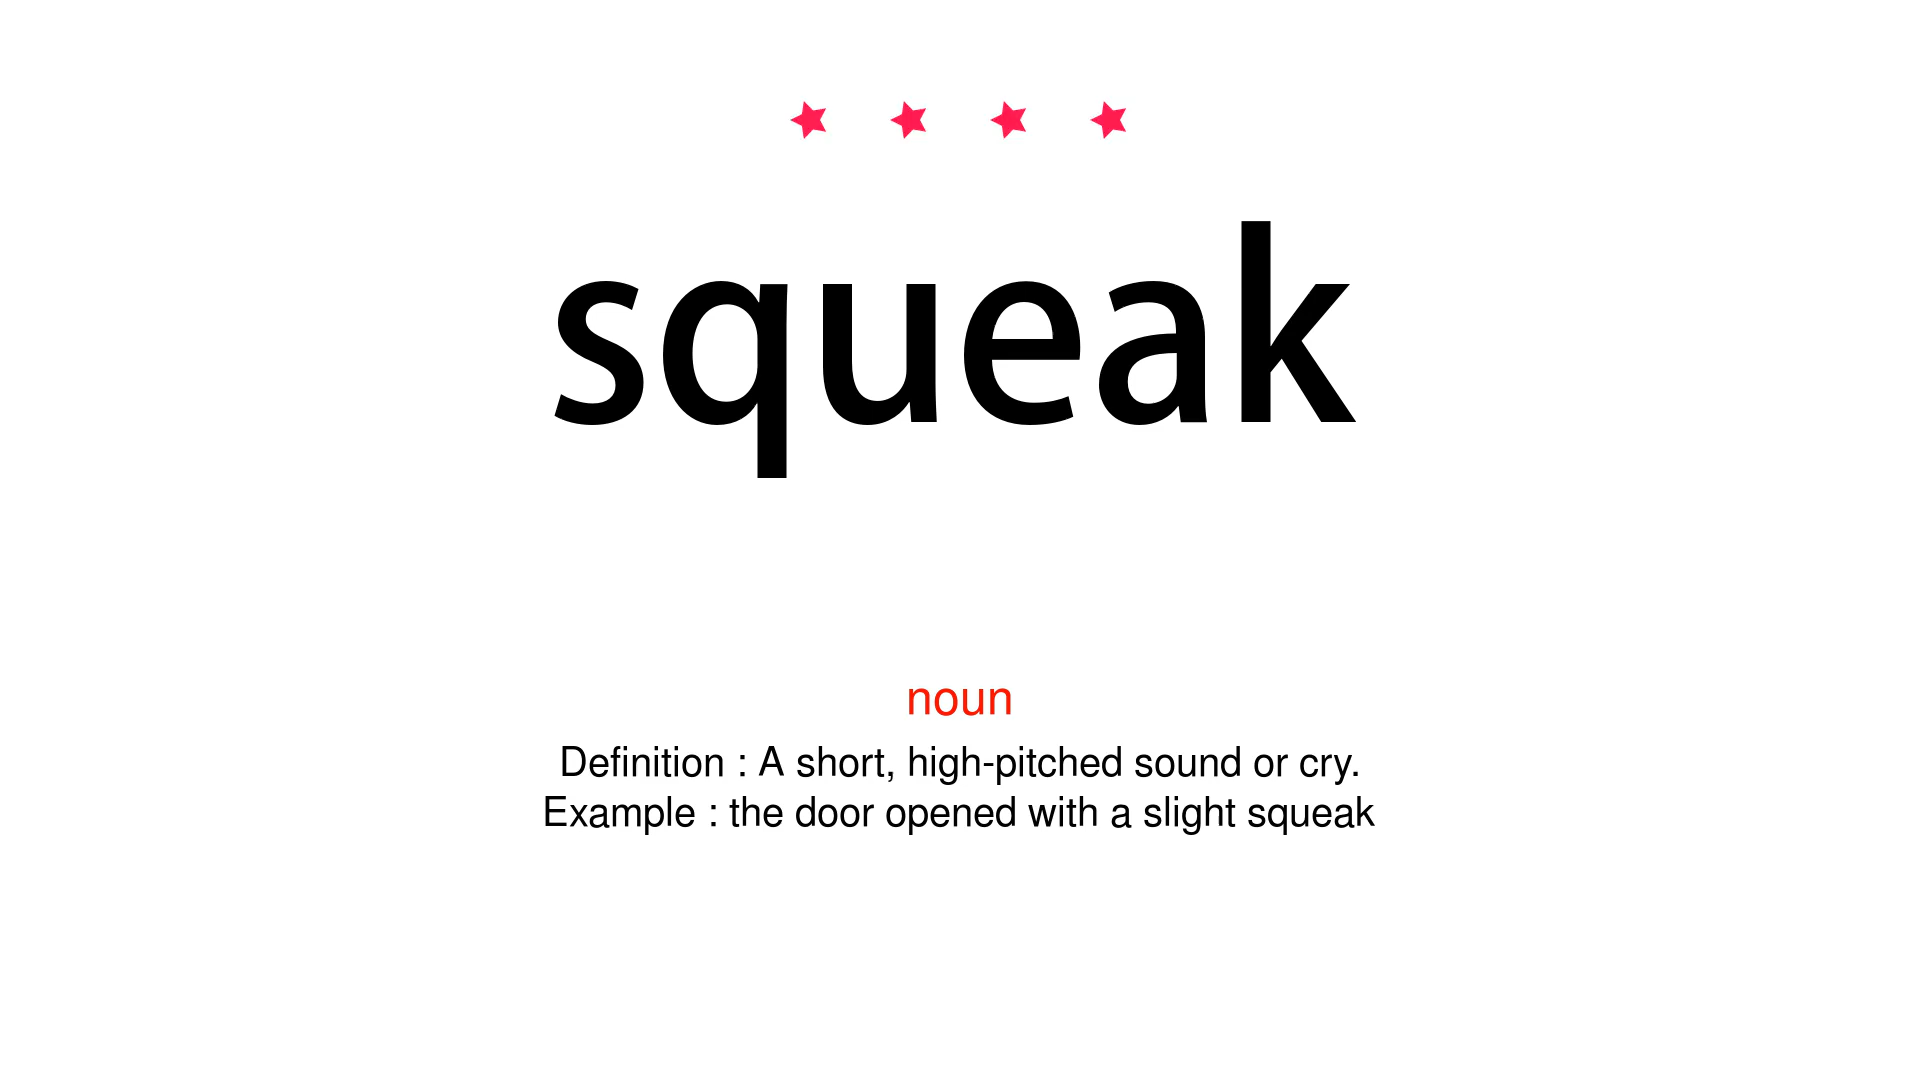 squeak
noun
Definition : A short, high-pitched sound or cry.
Example : the door opened with a slight squeak